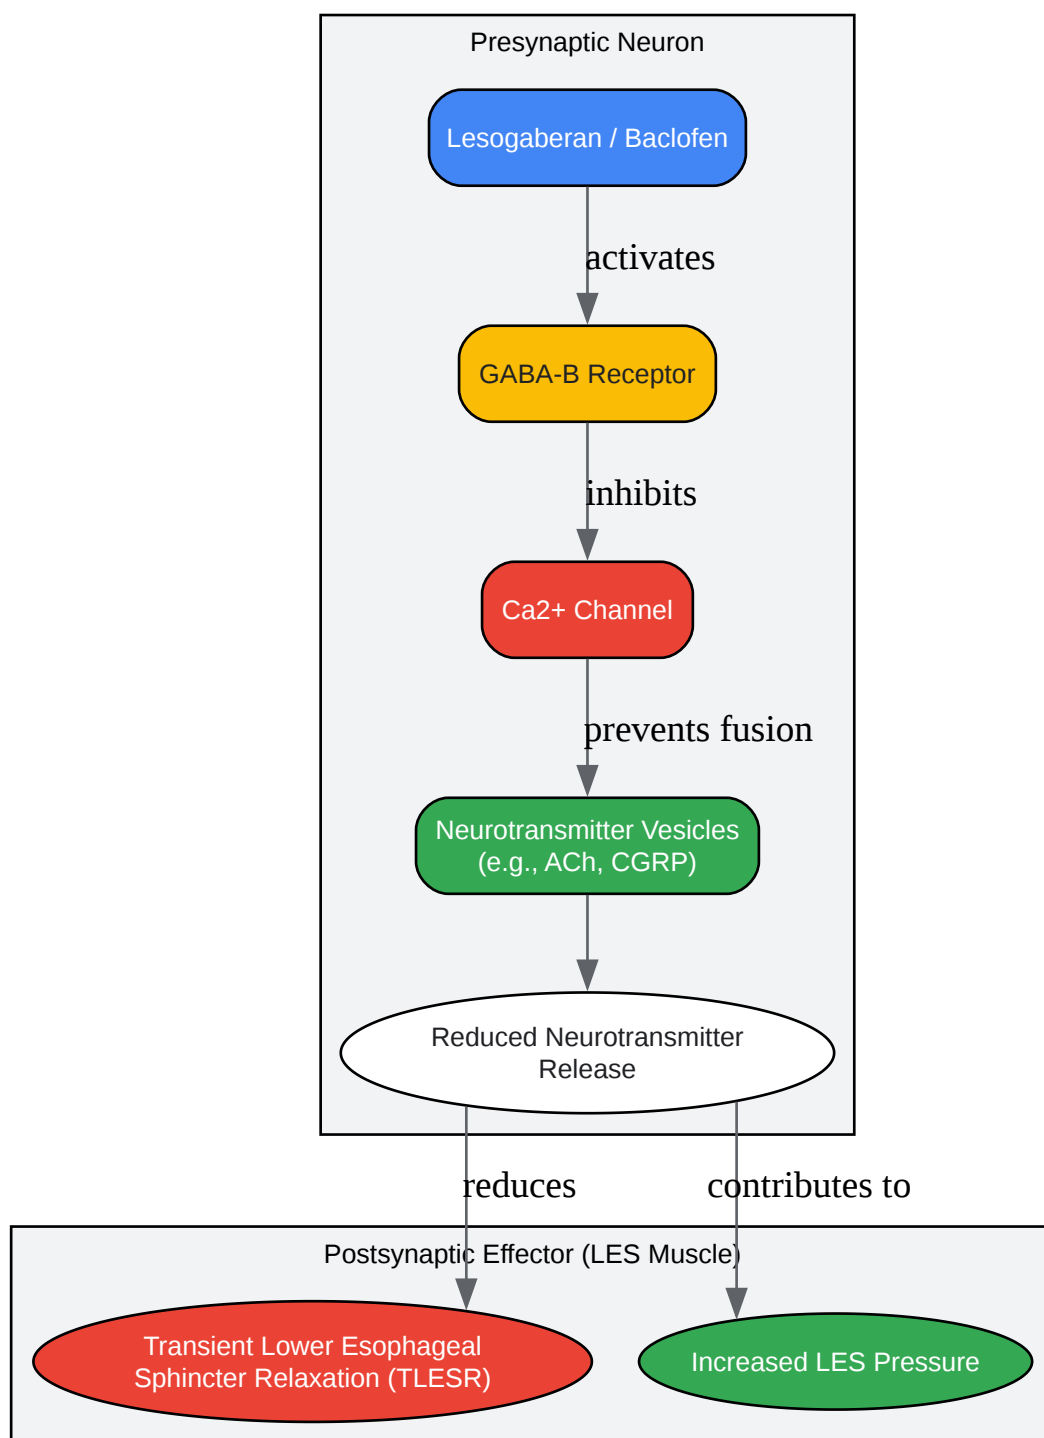 Presynaptic Neuron
Lesogaberan / Baclofen
activates
GABA-B Receptor
inhibits
Ca2+ Channel
prevents fusion
Neurotransmitter Vesicles
(e.g., ACh, CGRP)
Reduced Neurotransmitter
Release
reduces
contributes to
Postsynaptic Effector (LES Muscle)
Transient Lower Esophageal
Sphincter Relaxation (TLESR)
Increased LES Pressure